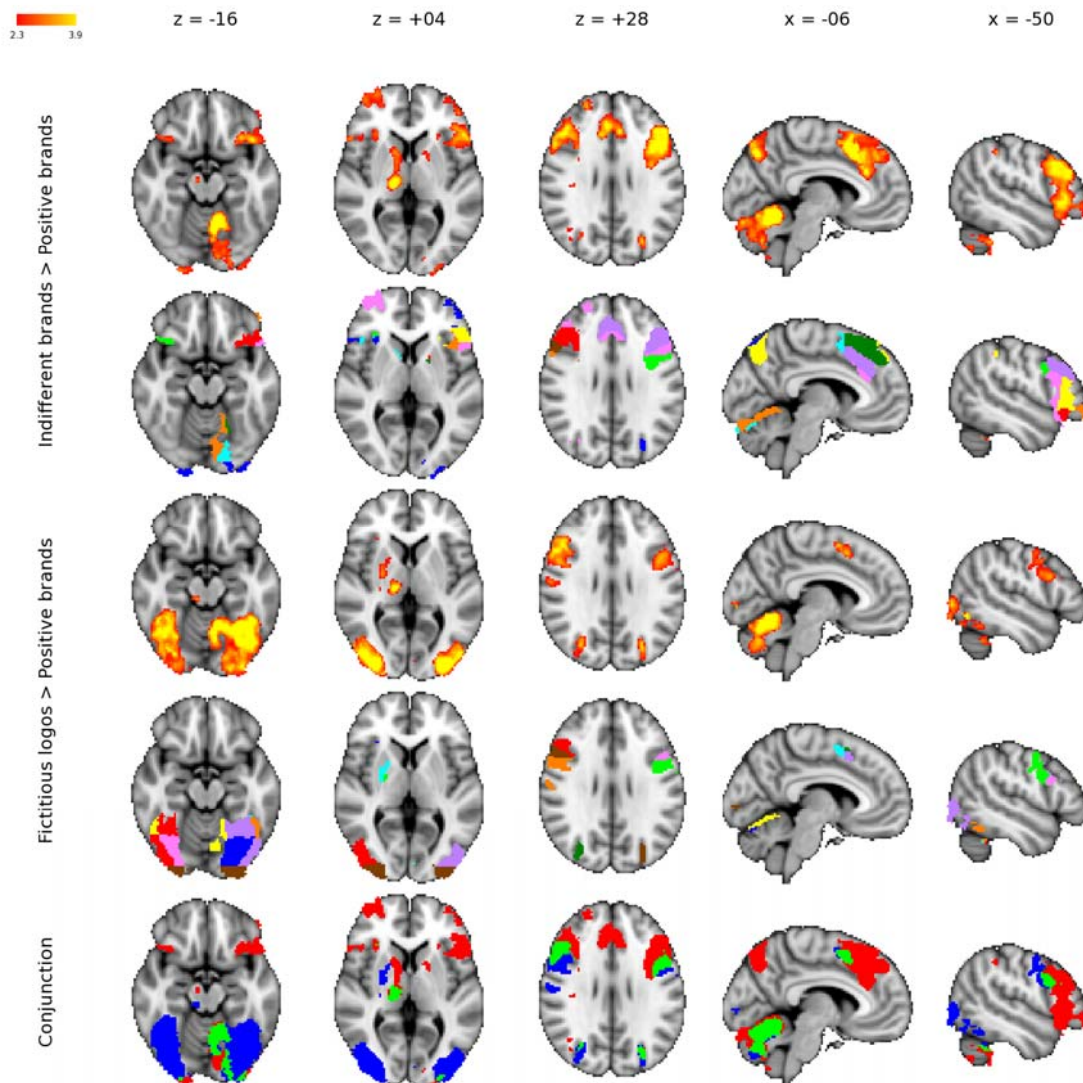 z = -16 z = +04 z = +28 x = -06 x = -50
2.3 3.9
Indifferent brands > Positive brands
Fictitious logos > Positive brands
Conjunction